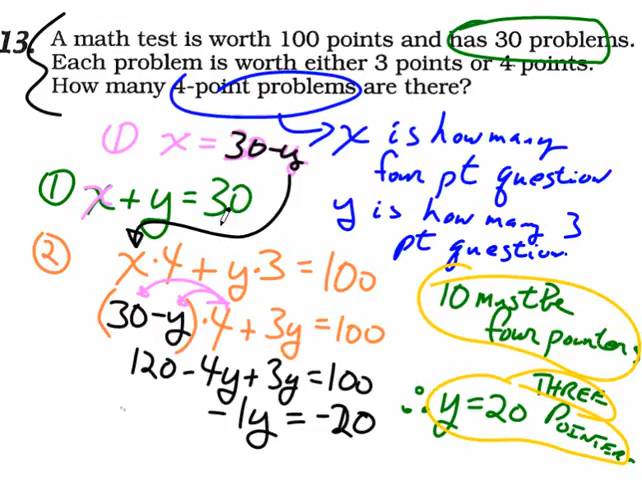 13. A math test is worth 100 points and has 30 problems.
Each problem is worth either 3 points or 4 points.
How many 4-point problems are there?
① x = 30-y
x is how many
four pt question
y is how many 3
pt question.
① x + y = 30
② x·4 + y·3 = 100
(30-y)·4 + 3y = 100
120 - 4y + 3y = 100
-1y = -20
10 must be
four pointers.
∴ y = 20 THREE
POINTER.